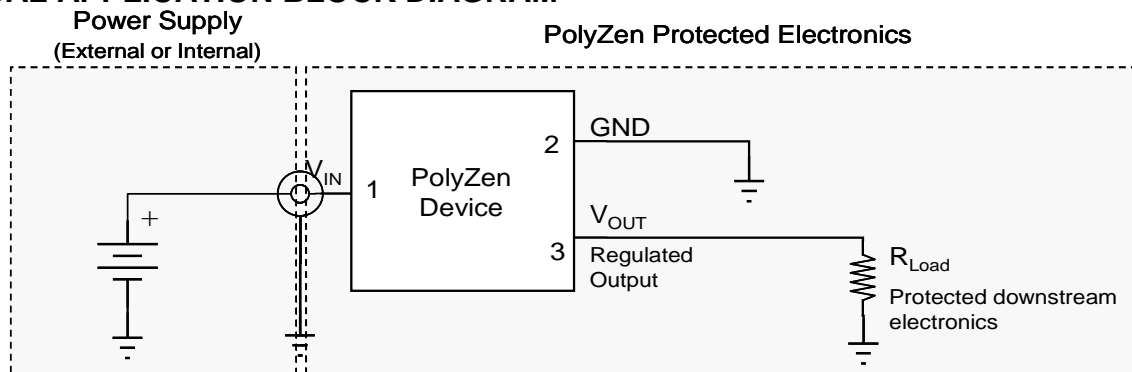 Power Supply
(External or Internal)
PolyZen Protected Electronics
2
GND
VIN
1
PolyZen
Device
+
VOUT
3
Regulated
Output
RLoad
Protected downstream
electronics